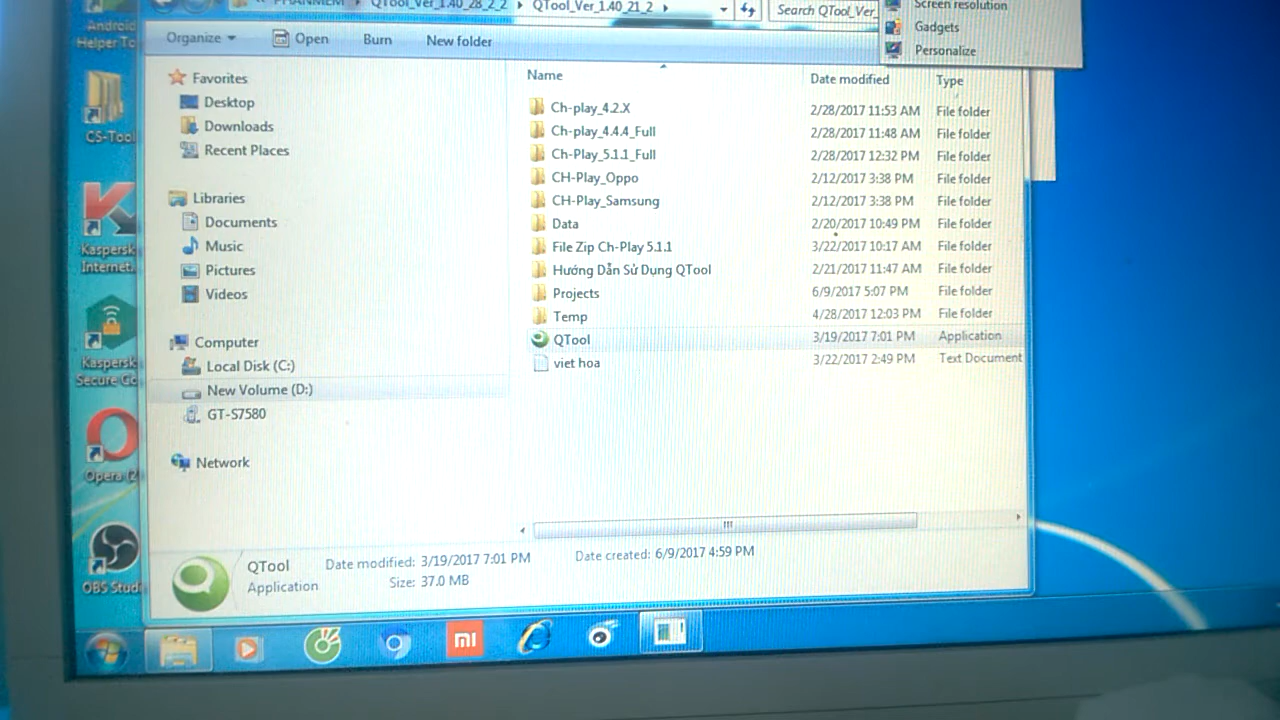 QTool_Ver_1.40_28_2_2 QTool_Ver_1.40_21_2 Search QTool_Ver_
Screen resolution
Gadgets
Personalize
Organize Open Burn New folder
Android
Helper To
CS-Tool
Kaspersk
Internet.
Kaspersk
Secure Co
Opera (2
OBS Studi
Favorites
Desktop
Downloads
Recent Places
Libraries
Documents
Music
Pictures
Videos
Computer
Local Disk (C:)
New Volume (D:)
GT-S7580
Network
Name Date modified Type
Ch-play_4.2.X 2/28/2017 11:53 AM File folder
Ch-play_4.4.4_Full 2/28/2017 11:48 AM File folder
Ch-Play_5.1.1_Full 2/28/2017 12:32 PM File folder
CH-Play_Oppo 2/12/2017 3:38 PM File folder
CH-Play_Samsung 2/12/2017 3:38 PM File folder
Data 2/20/2017 10:49 PM File folder
File Zip Ch-Play 5.1.1 3/22/2017 10:17 AM File folder
Hướng Dẫn Sử Dụng QTool 2/21/2017 11:47 AM File folder
Projects 6/9/2017 5:07 PM File folder
Temp 4/28/2017 12:03 PM File folder
QTool 3/19/2017 7:01 PM Application
viet hoa 3/22/2017 2:49 PM Text Document
QTool Date modified: 3/19/2017 7:01 PM Date created: 6/9/2017 4:59 PM
Application Size: 37.0 MB
mi